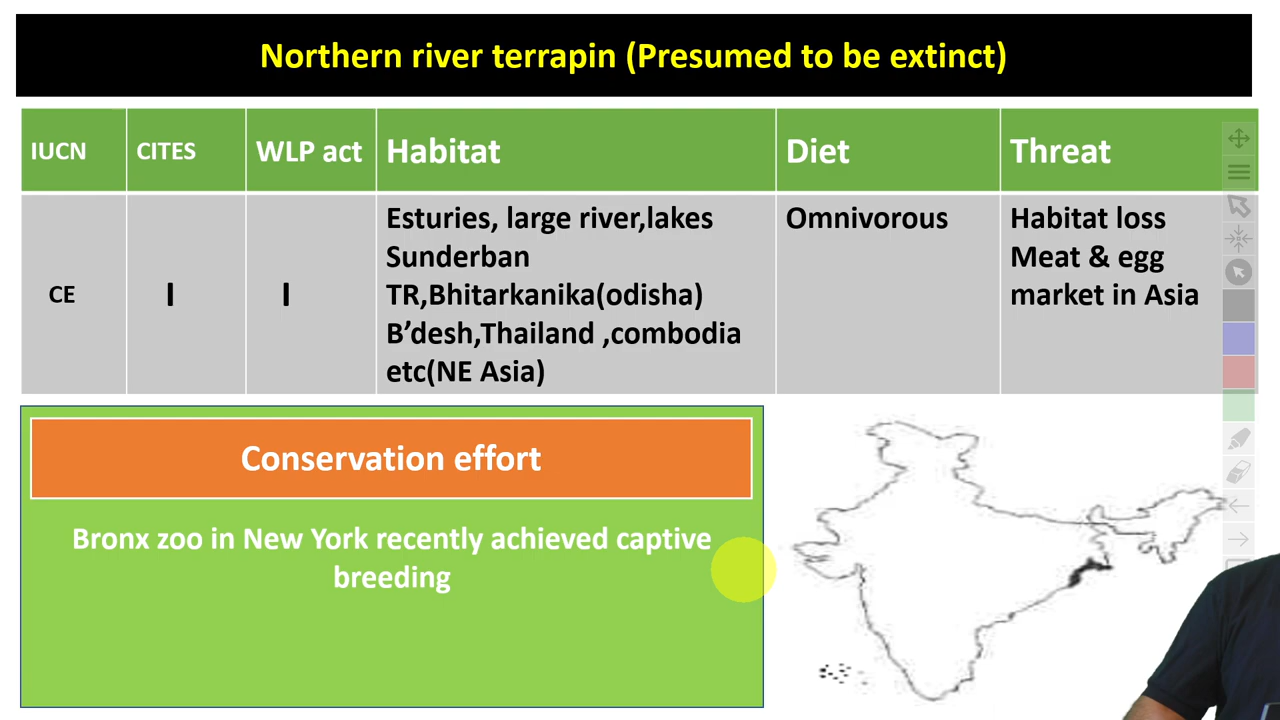 Northern river terrapin (Presumed to be extinct)
IUCN CITES WLP act Habitat Diet Threat
CE I I
Esturies, large river,lakes
Sunderban
TR,Bhitarkanika(odisha)
B’desh,Thailand ,combodia
etc(NE Asia)
Omnivorous
Habitat loss
Meat & egg
market in Asia
Conservation effort
Bronx zoo in New York recently achieved captive
breeding